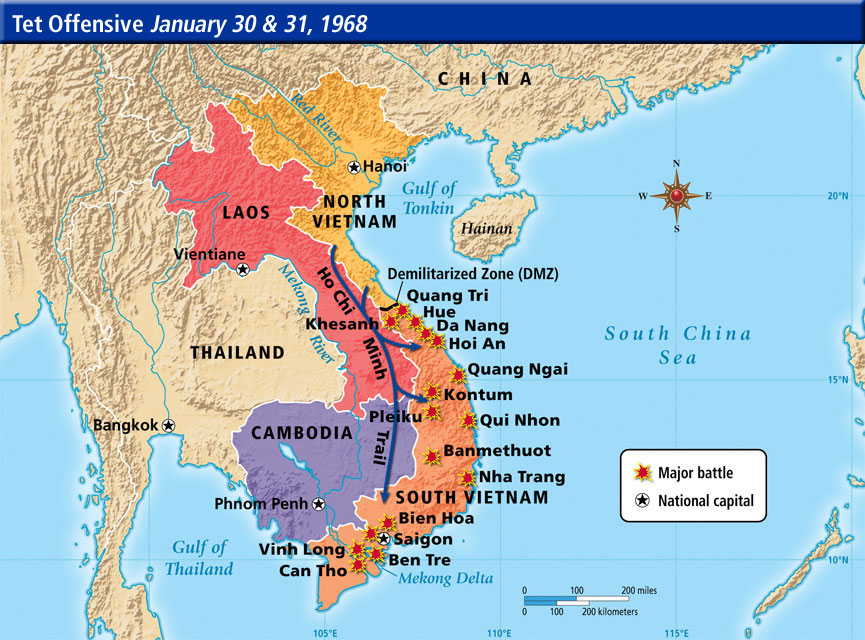 Tet Offensive January 30 & 31, 1968
CHINA
Red River
Hanoi
Gulf of
Tonkin
NORTH
VIETNAM
LAOS
Hainan
N
W
E
S
20°N
Vientiane
Mekong
River
Ho Chi
Minh
Trail
Demilitarized Zone (DMZ)
Quang Tri
Hue
Khesanh
Da Nang
Hoi An
South China
Sea
THAILAND
Quang Ngai
15°N
Kontum
Pleiku
Qui Nhon
Bangkok
CAMBODIA
Banmethuot
Nha Trang
Major battle
National capital
SOUTH VIETNAM
Phnom Penh
Bien Hoa
Saigon
Gulf of
Thailand
Vinh Long
Ben Tre
Can Tho
Mekong Delta
10°N
0 100 200 miles
0 100 200 kilometers
105°E
110°E
115°E